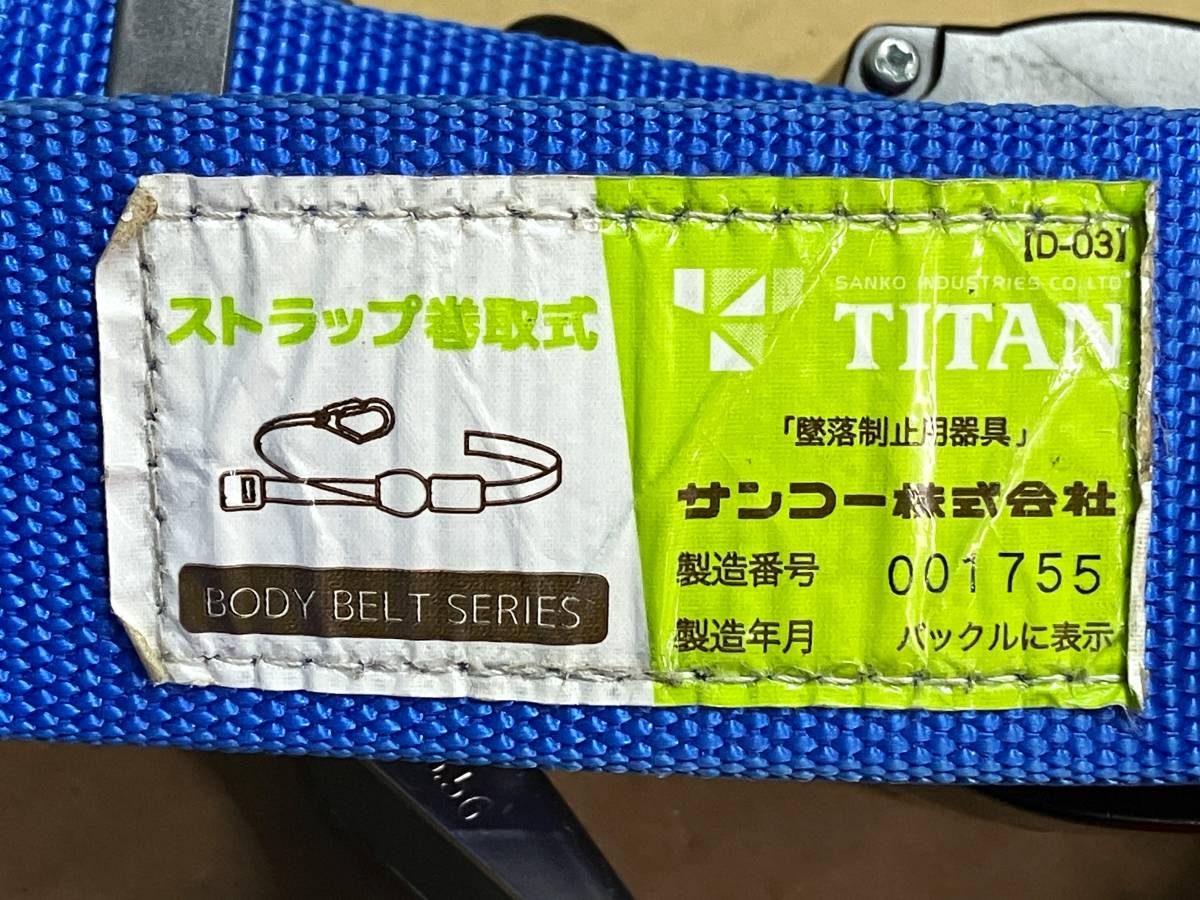 ストラップ巻取式
BODY BELT SERIES
【D-03】
SANKO INDUSTRIES CO.,LTD
TITAN
「墜落制止用器具」
サンコー株式会社
製造番号 001755
製造年月 バックルに表示